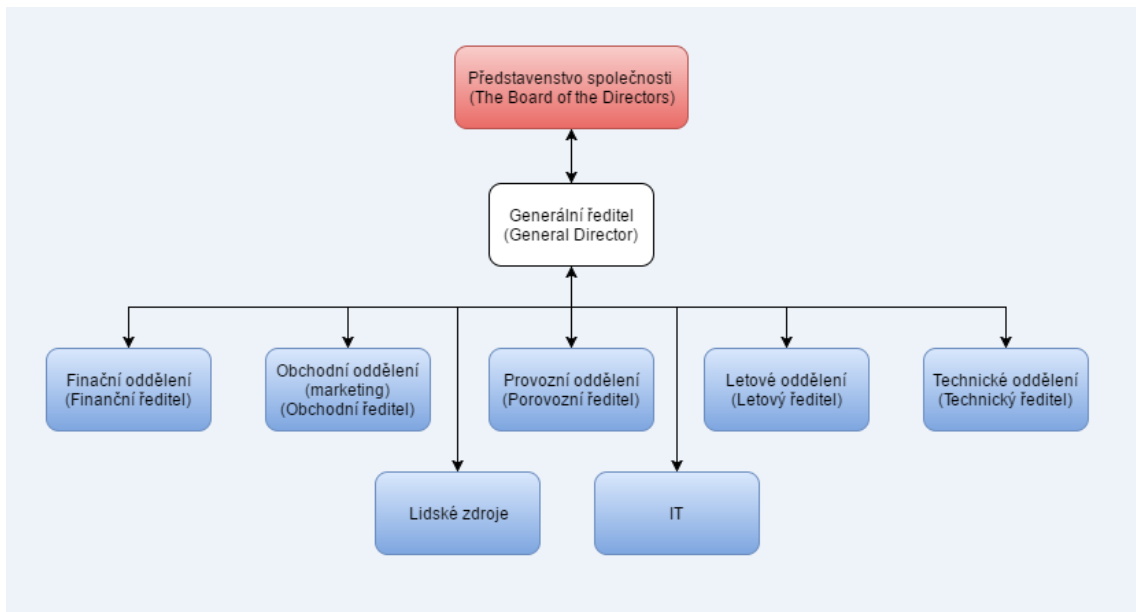 Představenstvo společnosti
(The Board of the Directors)
Generální ředitel
(General Director)
Finační oddělení
(Finanční ředitel)
Obchodní oddělení
(marketing)
(Obchodní ředitel)
Provozní oddělení
(Porovozní ředitel)
Letové oddělení
(Letový ředitel)
Technické oddělení
(Technický ředitel)
Lidské zdroje
IT